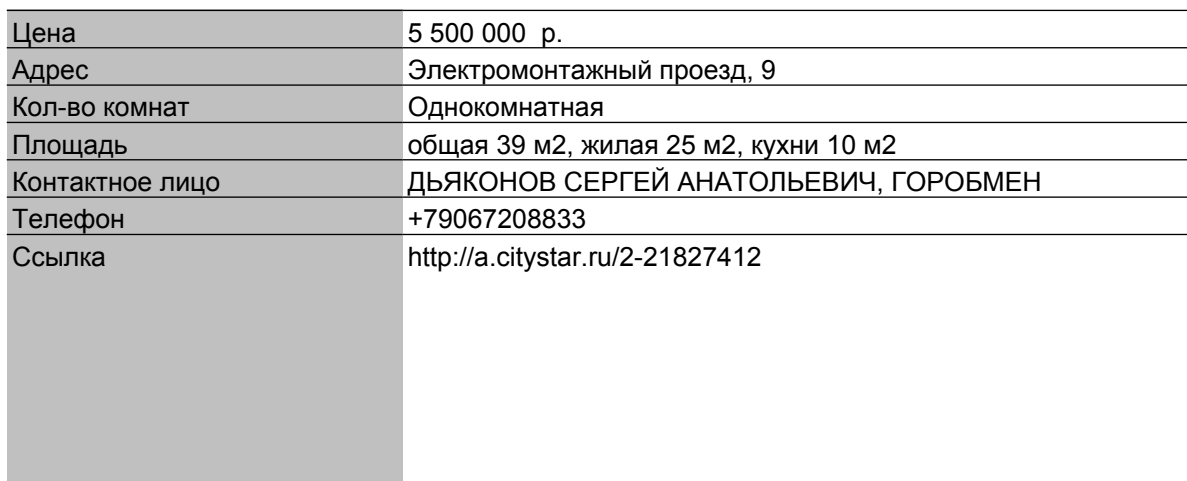 Цена 5 500 000 р.
Адрес Электромонтажный проезд, 9
Кол-во комнат Однокомнатная
Площадь общая 39 м2, жилая 25 м2, кухни 10 м2
Контактное лицо ДЬЯКОНОВ СЕРГЕЙ АНАТОЛЬЕВИЧ, ГОРОБМЕН
Телефон +79067208833
Ссылка http://a.citystar.ru/2-21827412